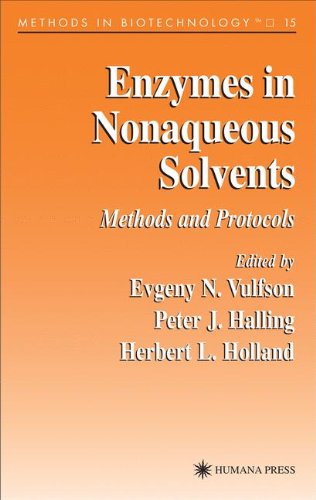 METHODS IN BIOTECHNOLOGY™ □ 15
Enzymes in
Nonaqueous
Solvents
Methods and Protocols
Edited by
Evgeny N. Vulfson
Peter J. Halling
Herbert L. Holland
HUMANA PRESS